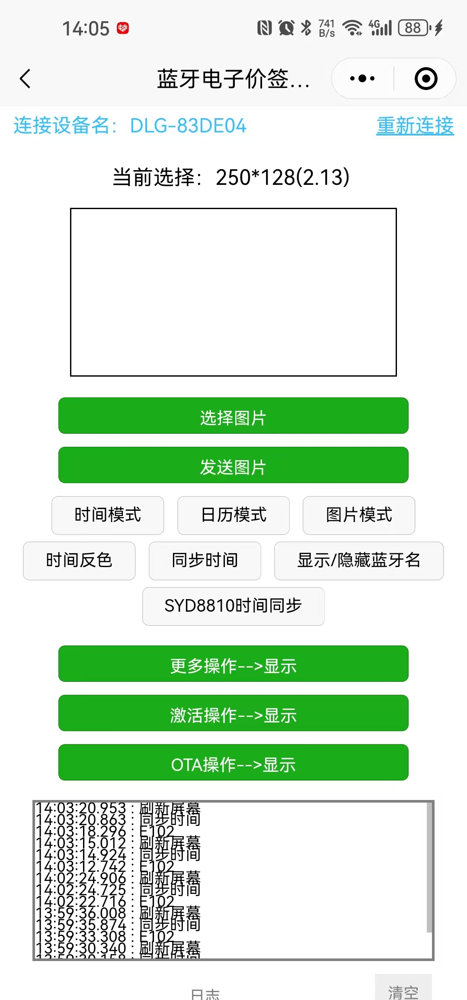 14:05
741 B/s
4G
88
蓝牙电子价签...
连接设备名：DLG-83DE04
重新连接
当前选择：250*128(2.13)
选择图片
发送图片
时间模式
日历模式
图片模式
时间反色
同步时间
显示/隐藏蓝牙名
SYD8810时间同步
更多操作-->显示
激活操作-->显示
OTA操作-->显示
14:03:20.953 : 刷新屏幕
14:03:20.863 : 同步时间
14:03:18.296 : E102
14:03:15.012 : 刷新屏幕
14:03:14.924 : 同步时间
14:03:12.742 : E102
14:02:24.906 : 刷新屏幕
14:02:24.725 : 同步时间
14:02:22.716 : E102
13:59:36.008 : 刷新屏幕
13:59:35.874 : 同步时间
13:59:33.308 : E102
13:59:30.340 : 刷新屏幕
13:59:30.158 : 同步时间
日志
清空